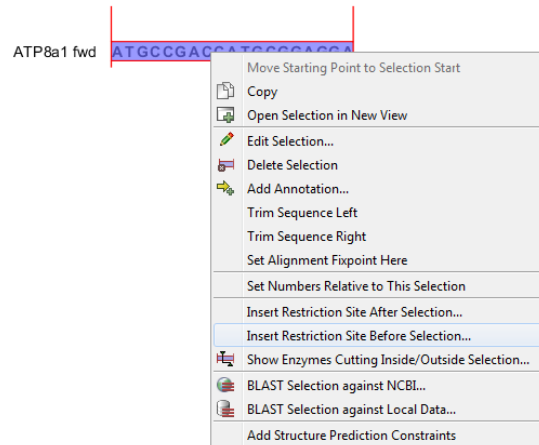 ATP8a1 fwd ATGCCGACCATGCGGACGA
Move Starting Point to Selection Start
Copy
Open Selection in New View
Edit Selection...
Delete Selection
Add Annotation...
Trim Sequence Left
Trim Sequence Right
Set Alignment Fixpoint Here
Set Numbers Relative to This Selection
Insert Restriction Site After Selection...
Insert Restriction Site Before Selection...
Show Enzymes Cutting Inside/Outside Selection...
BLAST Selection against NCBI...
BLAST Selection against Local Data...
Add Structure Prediction Constraints